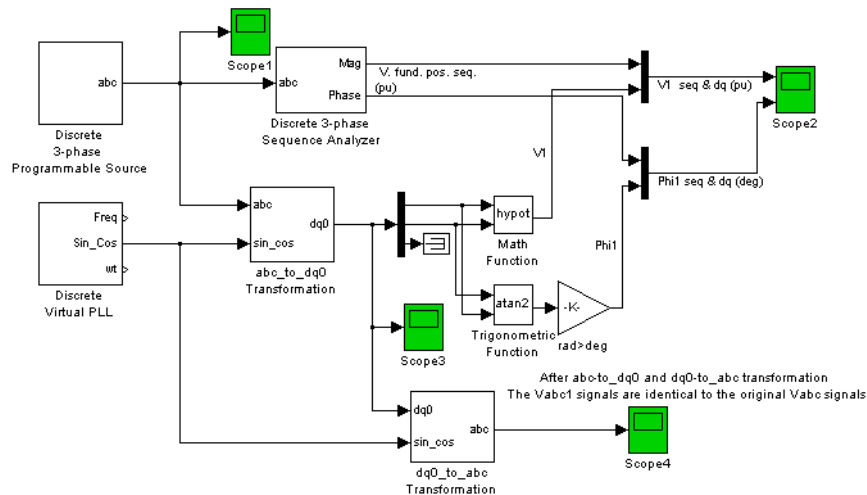 abc
Discrete
3-phase
Programmable Source
Scope1
abc
Mag
Phase
Discrete 3-phase
Sequence Analyzer
V. fund. pos. seq.
(pu)
V1 seq & dq (pu)
Scope2
V1
Phi1 seq & dq (deg)
Freq
Sin_Cos
wt
Discrete
Virtual PLL
abc
sin_cos
dq0
abc_to_dq0
Transformation
hypot
Math
Function
Phi1
atan2
Trigonometric
Function
-K-
rad>deg
Scope3
After abc-to_dq0 and dq0-to_abc transformation
The Vabc1 signals are identical to the original Vabc signals
dq0
sin_cos
abc
dq0_to_abc
Transformation
Scope4